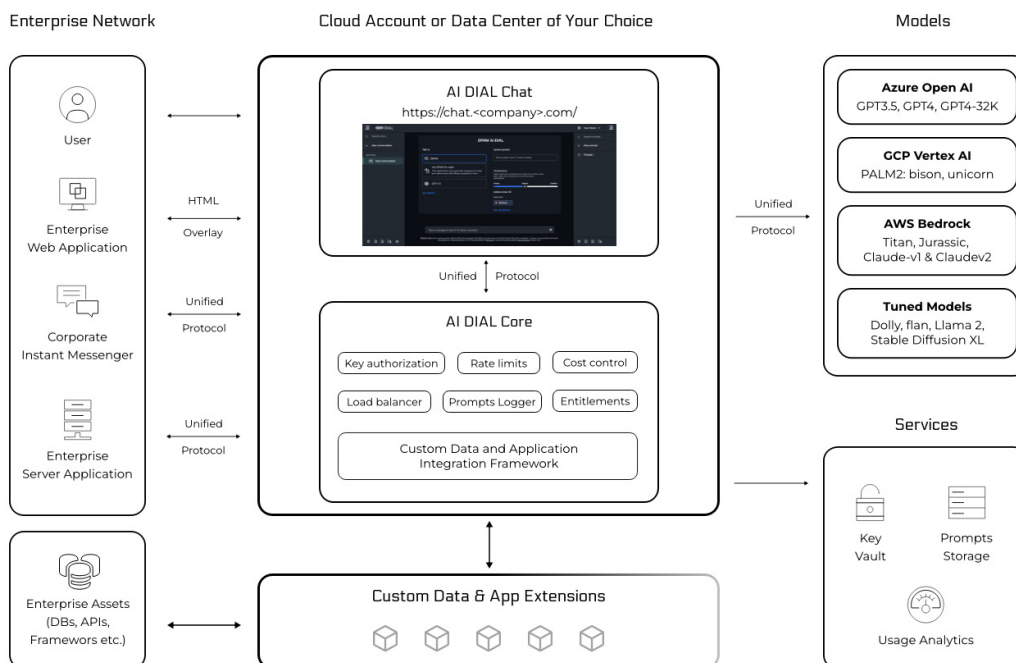 Enterprise Network
User
Enterprise
Web Application
Corporate
Instant Messenger
Enterprise
Server Application
Enterprise Assets
(DBs, APIs,
Framewors etc.)
HTML
Overlay
Unified
Protocol
Unified
Protocol
Cloud Account or Data Center of Your Choice
AI DIAL Chat
https://chat.<company>.com/
Unified Protocol
AI DIAL Core
Key authorization
Rate limits
Cost control
Load balancer
Prompts Logger
Entitlements
Custom Data and Application
Integration Framework
Custom Data & App Extensions
Unified
Protocol
Models
Azure Open AI
GPT3.5, GPT4, GPT4-32K
GCP Vertex AI
PALM2: bison, unicorn
AWS Bedrock
Titan, Jurassic,
Claude-v1 & Claudev2
Tuned Models
Dolly, flan, Llama 2,
Stable Diffusion XL
Services
Key
Vault
Prompts
Storage
Usage Analytics